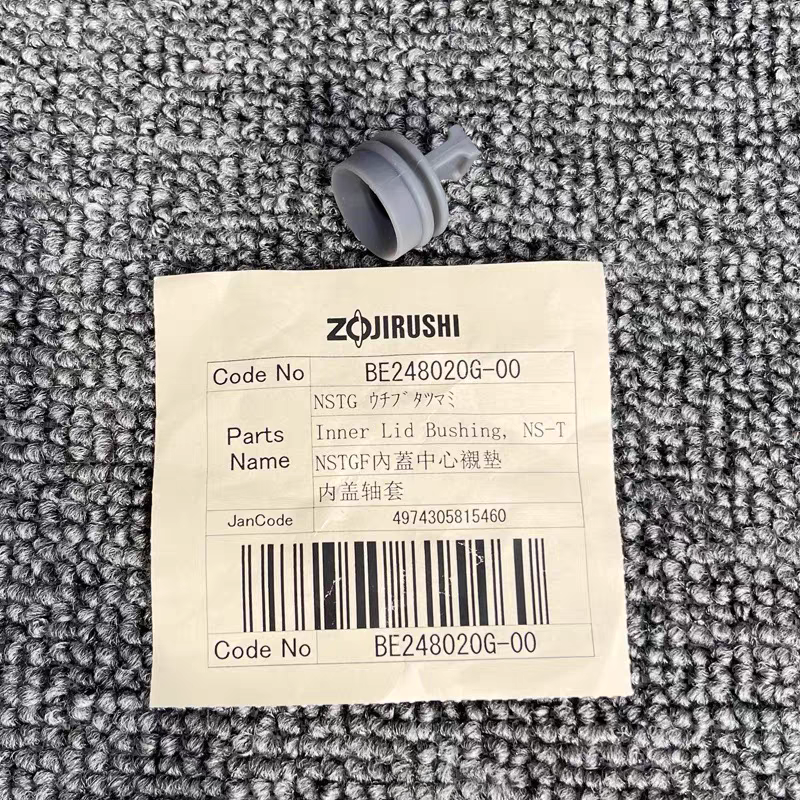 ZOJIRUSHI
Code No BE248020G-00
Parts Name
NSTG ｳﾁﾌﾞﾀﾂﾏﾐ
Inner Lid Bushing, NS-T
NSTGF內蓋中心襯墊
内盖轴套
JanCode 4974305815460
Code No BE248020G-00